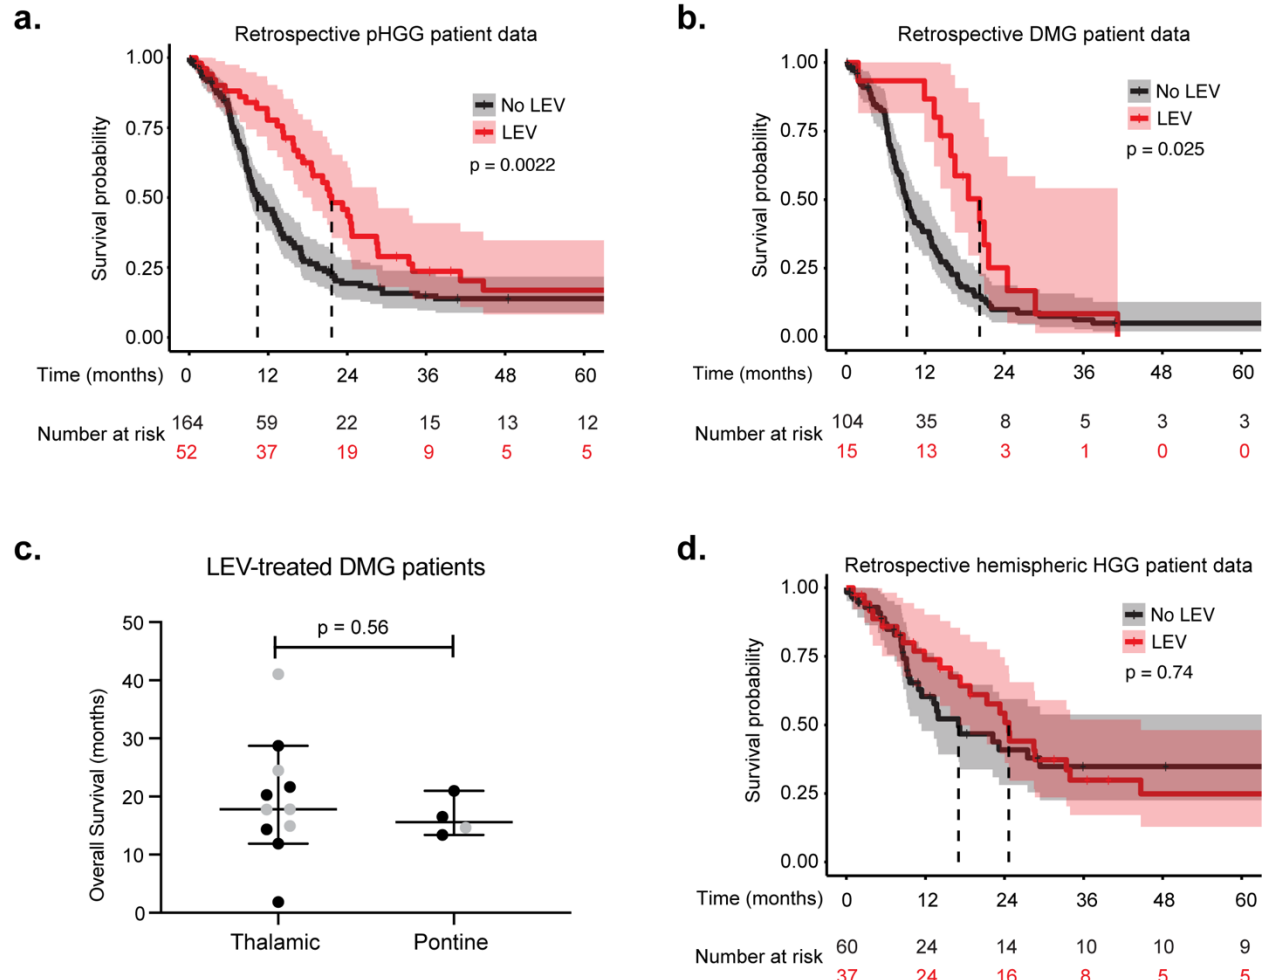 a.
Retrospective pHGG patient data
1.00
0.75
0.50
0.25
0.00
Survival probability
No LEV
LEV
p = 0.0022
Time (months) 0 12 24 36 48 60
Number at risk
164 59 22 15 13 12
52 37 19 9 5 5
b.
Retrospective DMG patient data
1.00
0.75
0.50
0.25
0.00
Survival probability
No LEV
LEV
p = 0.025
Time (months) 0 12 24 36 48 60
Number at risk
104 35 8 5 3 3
15 13 3 1 0 0
c.
LEV-treated DMG patients
50
40
30
20
10
0
Overall Survival (months)
p = 0.56
Thalamic Pontine
d.
Retrospective hemispheric HGG patient data
1.00
0.75
0.50
0.25
0.00
Survival probability
No LEV
LEV
p = 0.74
Time (months) 0 12 24 36 48 60
Number at risk
60 24 14 10 10 9
37 24 16 8 5 5